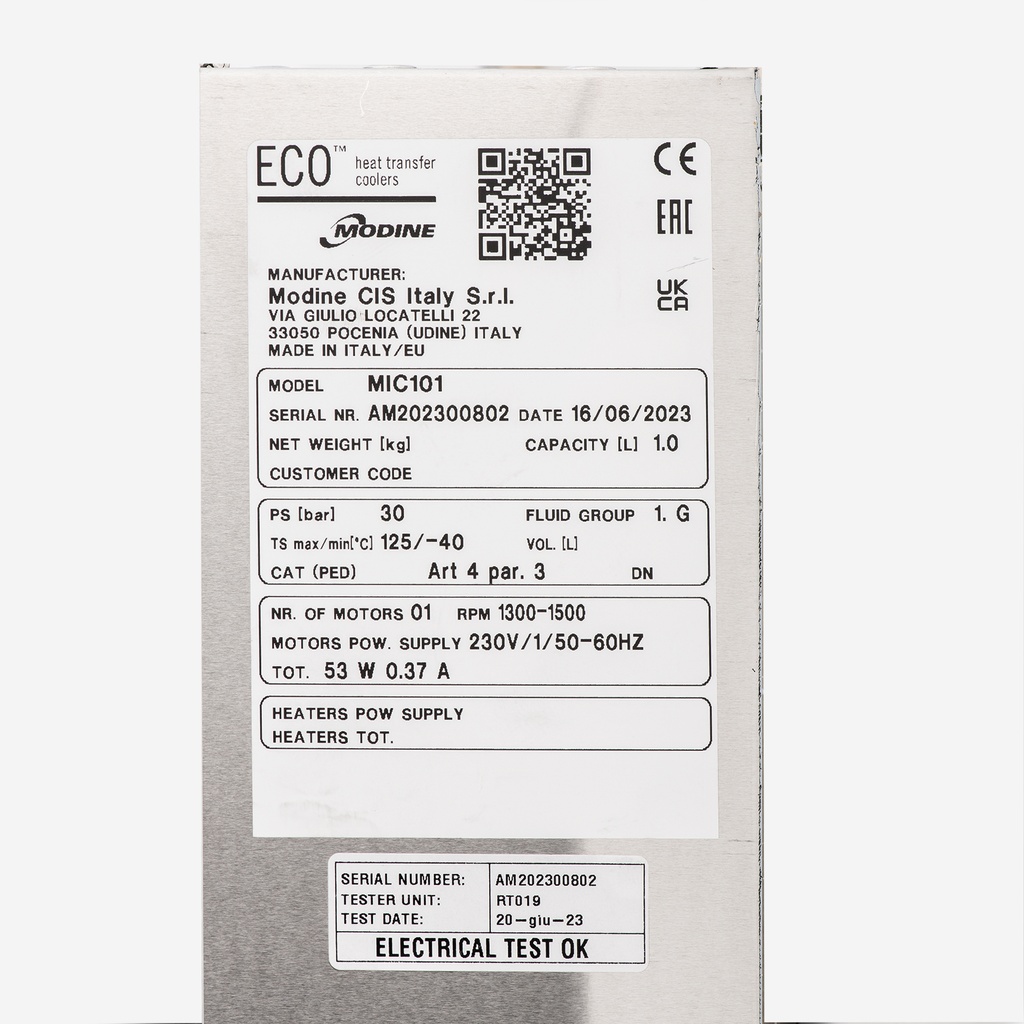 ECO™ heat transfer
coolers
MODINE
CE
EAC
UK
CA
MANUFACTURER:
Modine CIS Italy S.r.l.
VIA GIULIO LOCATELLI 22
33050 POCENIA (UDINE) ITALY
MADE IN ITALY/EU
MODEL MIC101
SERIAL NR. AM202300802 DATE 16/06/2023
NET WEIGHT [kg] CAPACITY [L] 1.0
CUSTOMER CODE
PS [bar] 30 FLUID GROUP 1. G
TS max/min[°C] 125/-40 VOL. [L]
CAT (PED) Art 4 par. 3 DN
NR. OF MOTORS 01 RPM 1300-1500
MOTORS POW. SUPPLY 230V/1/50-60HZ
TOT. 53 W 0.37 A
HEATERS POW SUPPLY
HEATERS TOT.
SERIAL NUMBER: AM202300802
TESTER UNIT: RT019
TEST DATE: 20-giu-23
ELECTRICAL TEST OK